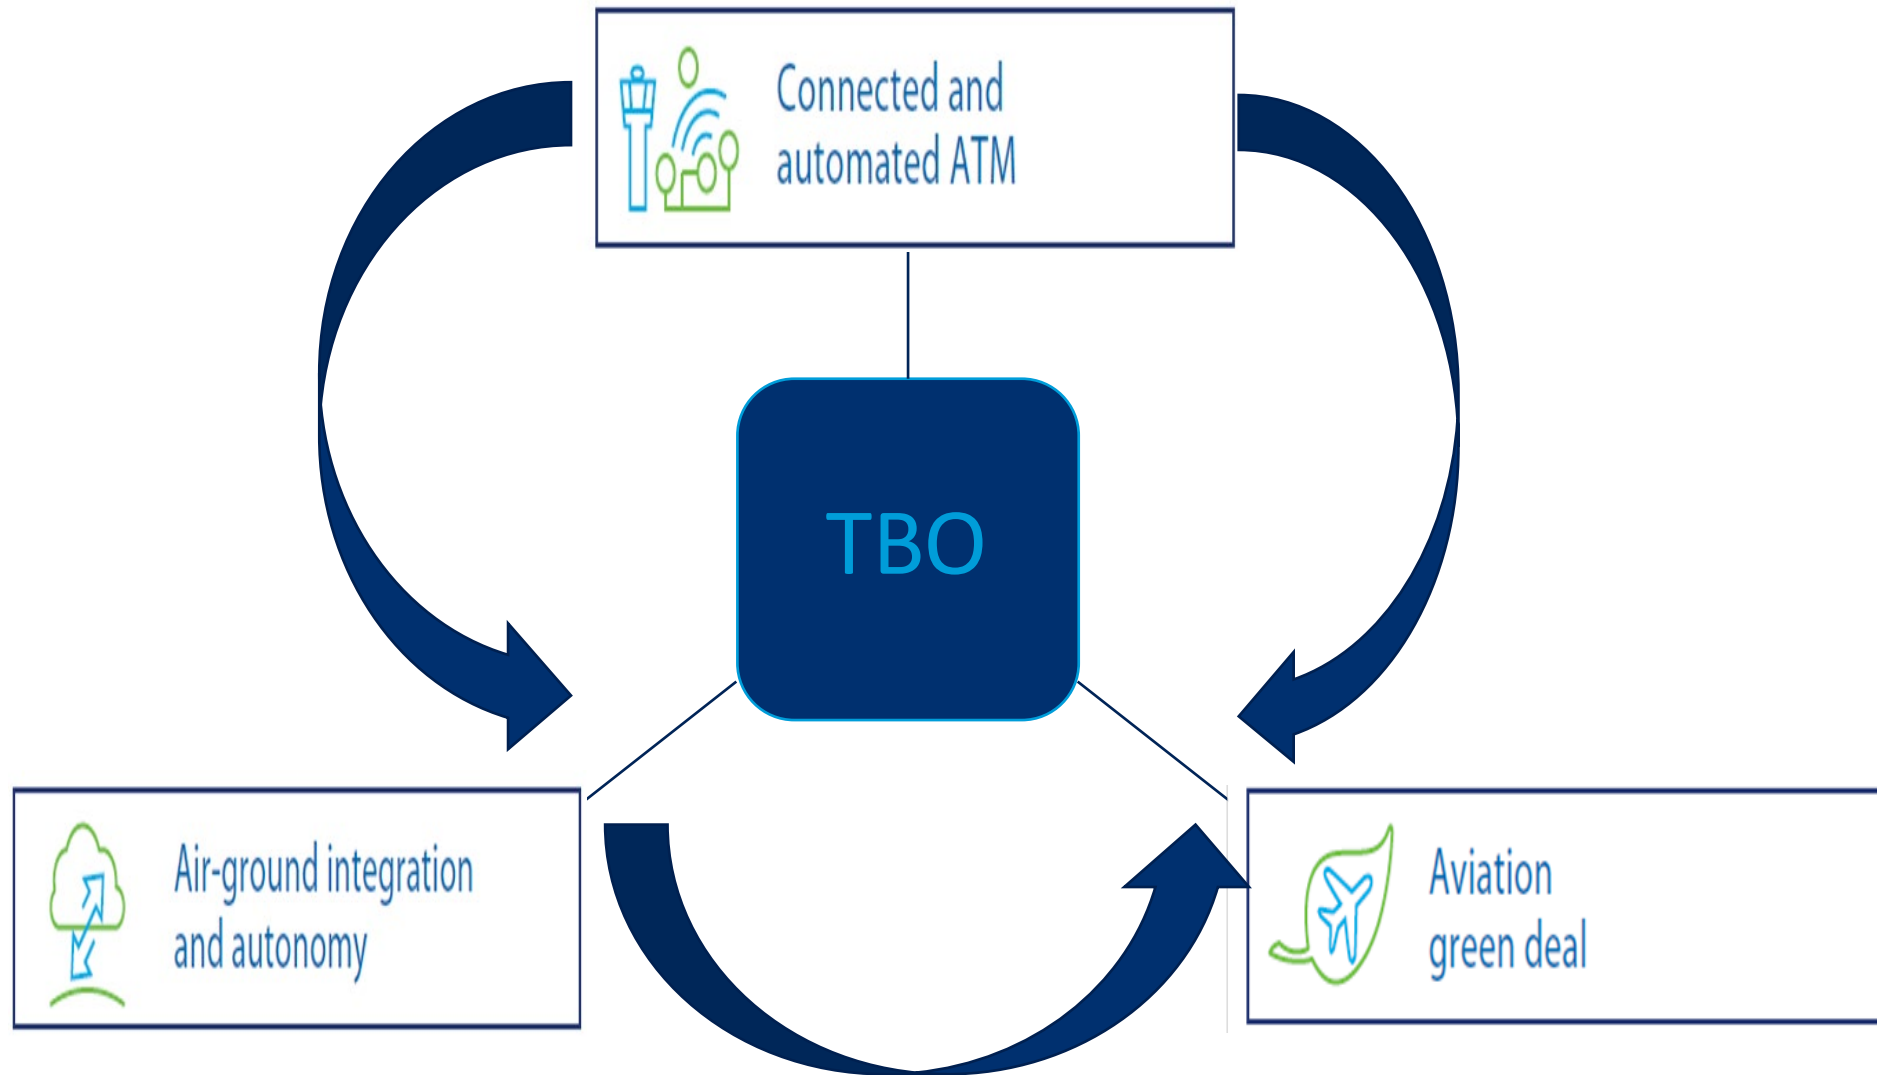 Connected and
automated ATM
TBO
Air-ground integration
and autonomy
Aviation
green deal